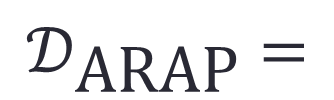 𝒟ARAP =